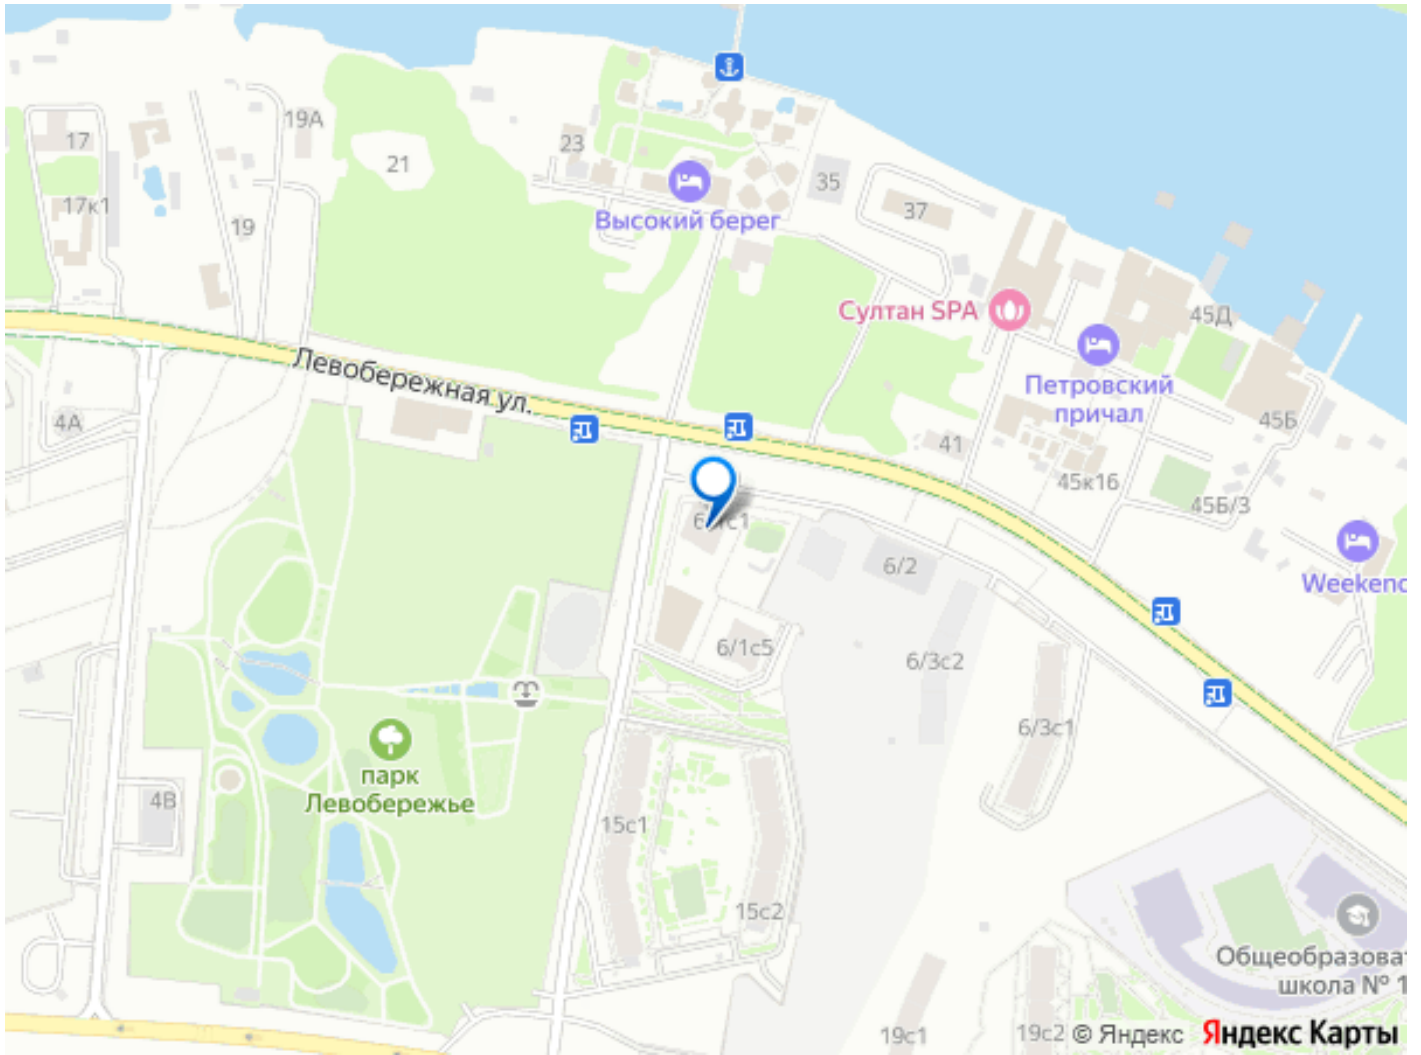 17
19А
21
23
35
37
17к1
19
Высокий берег
Султан SPA
45Д
Левобережная ул.
Петровский
причал
4А
41
45Б
45к16
45Б/3
6/2
Weekend
6/1с5
6/3с2
6/3с1
парк
Левобережье
4В
15с1
15с2
Общеобразоват
школа № 1
19с1
19с2
© Яндекс
Яндекс Карты